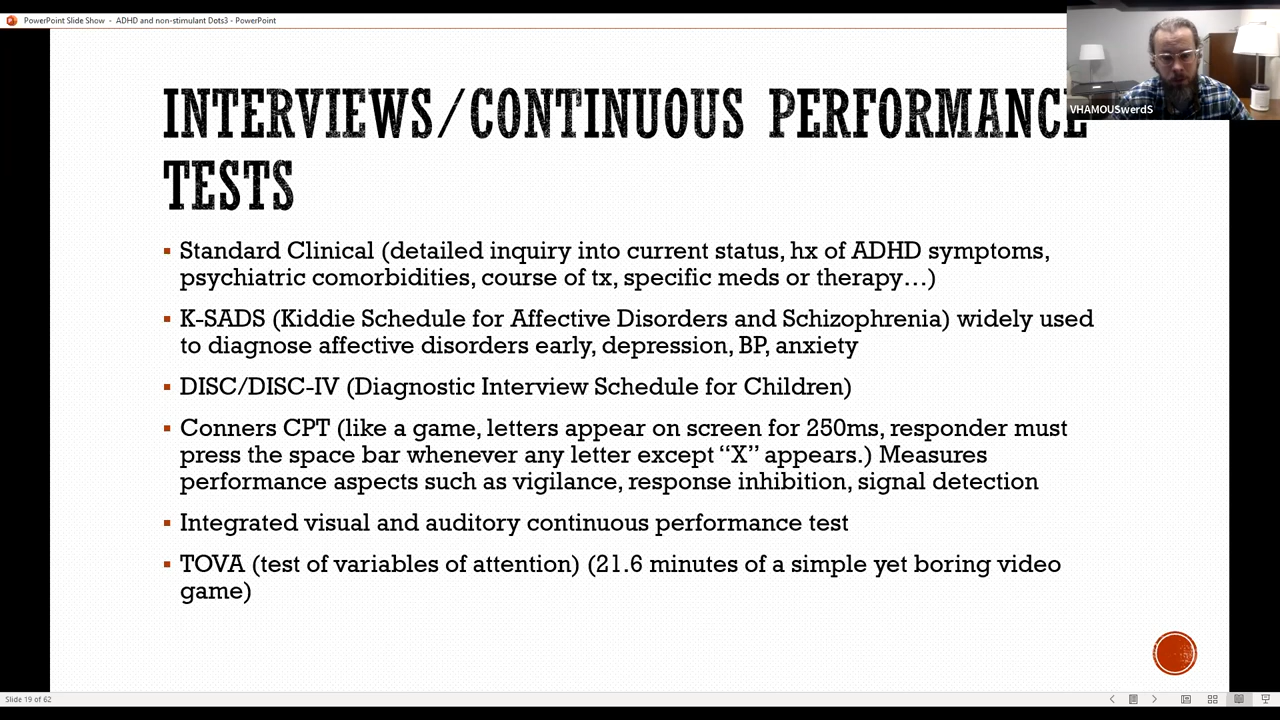 PowerPoint Slide Show - ADHD and non-stimulant Dots3 - PowerPoint
VHAMOUSwerdS
INTERVIEWS/CONTINUOUS PERFORMANCE
TESTS
▪ Standard Clinical (detailed inquiry into current status, hx of ADHD symptoms,
psychiatric comorbidities, course of tx, specific meds or therapy…)
▪ K-SADS (Kiddie Schedule for Affective Disorders and Schizophrenia) widely used
to diagnose affective disorders early, depression, BP, anxiety
▪ DISC/DISC-IV (Diagnostic Interview Schedule for Children)
▪ Conners CPT (like a game, letters appear on screen for 250ms, responder must
press the space bar whenever any letter except “X” appears.) Measures
performance aspects such as vigilance, response inhibition, signal detection
▪ Integrated visual and auditory continuous performance test
▪ TOVA (test of variables of attention) (21.6 minutes of a simple yet boring video
game)
Slide 19 of 62